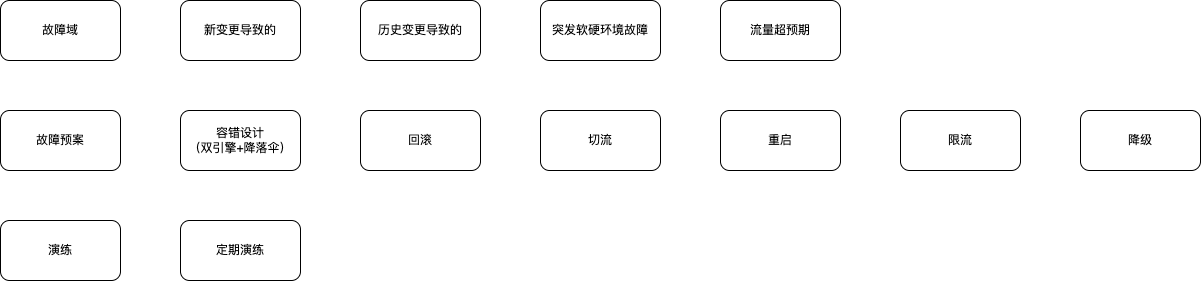 故障域
新变更导致的
历史变更导致的
突发软硬环境故障
流量超预期
故障预案
容错设计
(双引擎+降落伞)
回滚
切流
重启
限流
降级
演练
定期演练